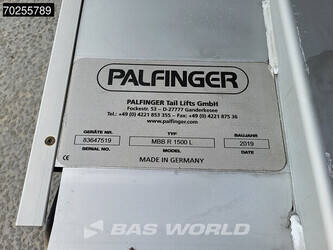 70255789
PALFINGER
PALFINGER Tail Lifts GmbH
Fockestr. 53 – D-27777 Ganderkesee
Tel.: +49 (0) 4221 853 355 – Fax: +49 (0) 4221 875 36
www.palfinger.com
GERÄTE NR. TYP BAUJAHR
83647519 MBB R 1500 L 2019
SERIAL NO. MODEL DATE
CE MADE IN GERMANY
BAS WORLD